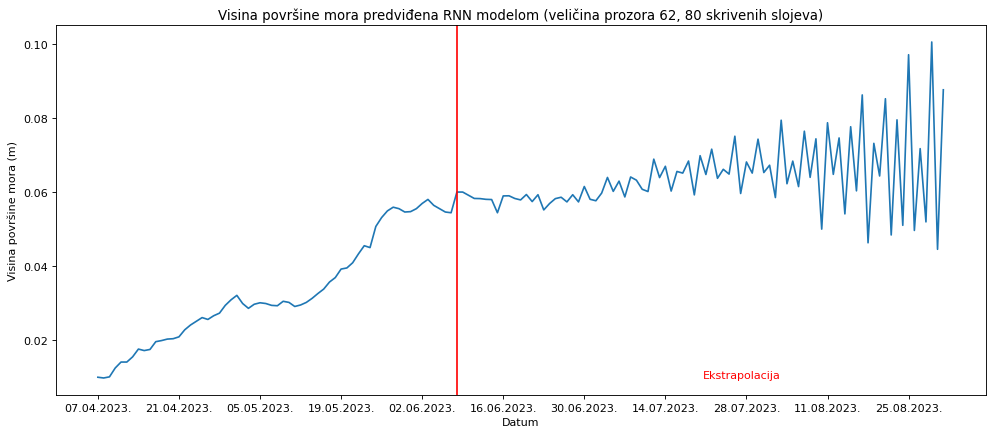 Visina površine mora predviđena RNN modelom (veličina prozora 62, 80 skrivenih slojeva)
Visina površine mora (m)
0.10
0.08
0.06
0.04
0.02
Ekstrapolacija
07.04.2023. 21.04.2023. 05.05.2023. 19.05.2023. 02.06.2023. 16.06.2023. 30.06.2023. 14.07.2023. 28.07.2023. 11.08.2023. 25.08.2023.
Datum